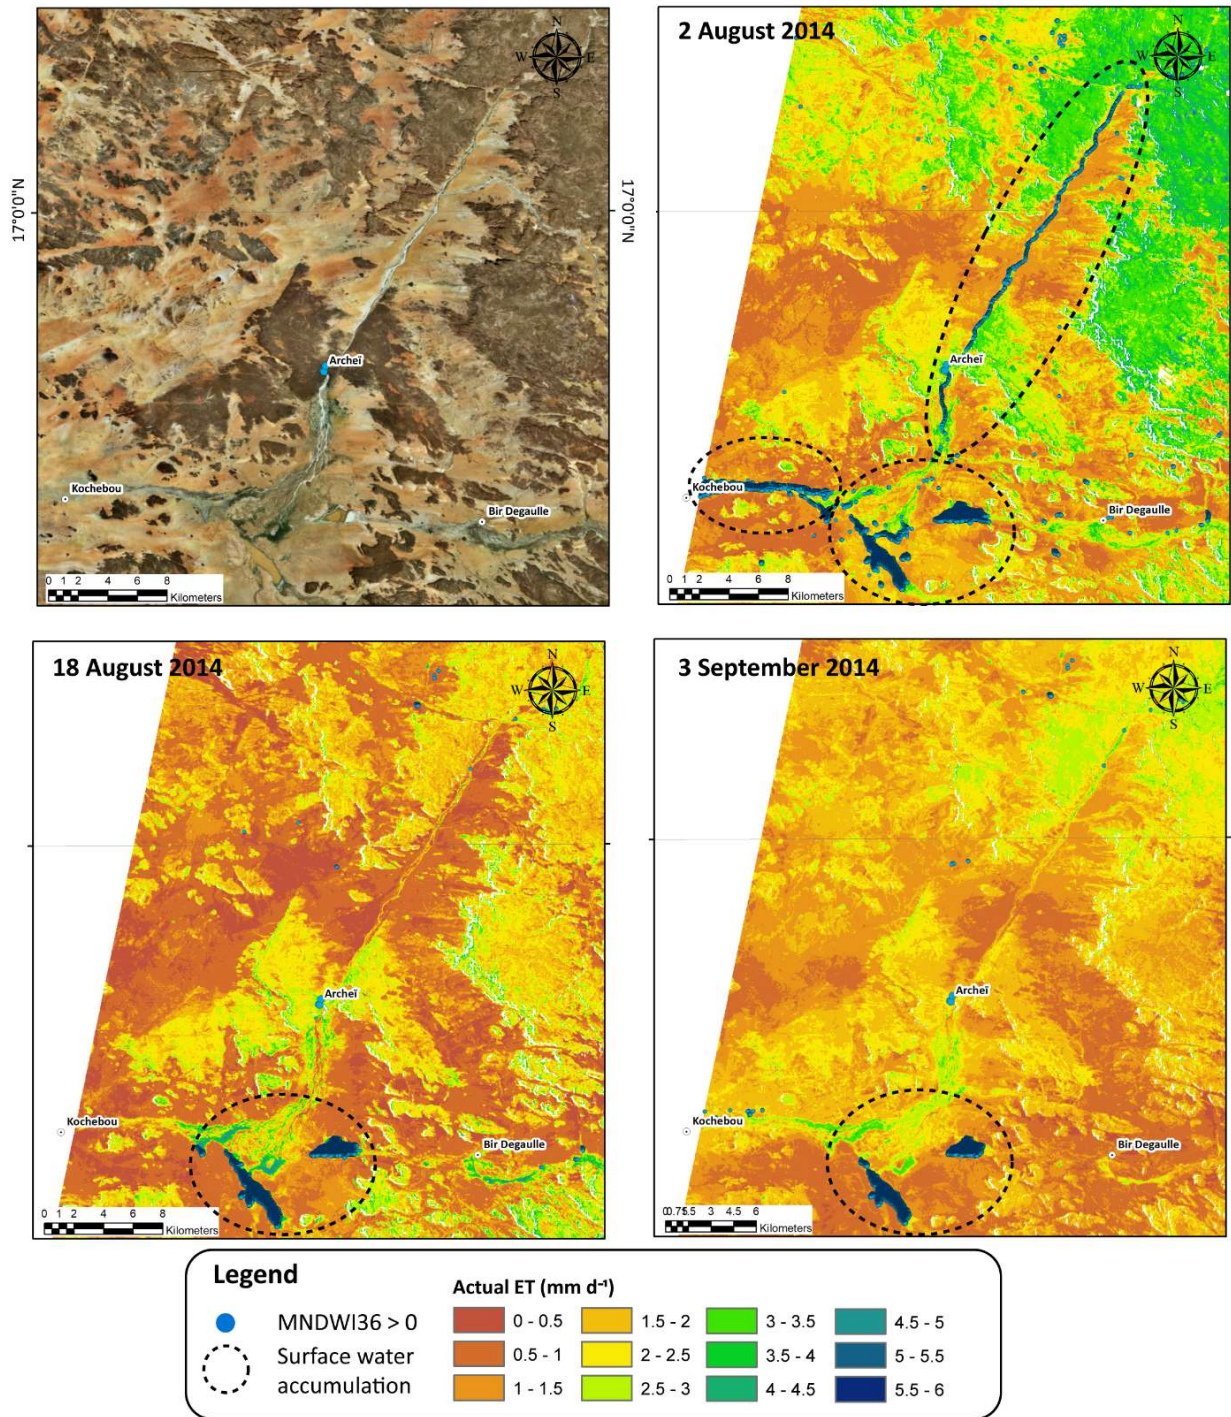 N
W E
S
17°0'0"N
Archeï
Kochebou
Bir Degaulle
0 1 2 4 6 8
Kilometers
2 August 2014
N
W E
S
17°0'0"N
Archeï
Kochebou
Bir Degaulle
0 1 2 4 6 8
Kilometers
18 August 2014
N
W E
S
Archeï
Kochebou
Bir Degaulle
0 1 2 4 6 8
Kilometers
3 September 2014
N
W E
S
Archeï
Kochebou
Bir Degaulle
3 4.5 6
Kilometers
Legend
MNDWI36 > 0
Surface water
accumulation
Actual ET (mm d⁻¹)
0 - 0.5
0.5 - 1
1 - 1.5
1.5 - 2
2 - 2.5
2.5 - 3
3 - 3.5
3.5 - 4
4 - 4.5
4.5 - 5
5 - 5.5
5.5 - 6